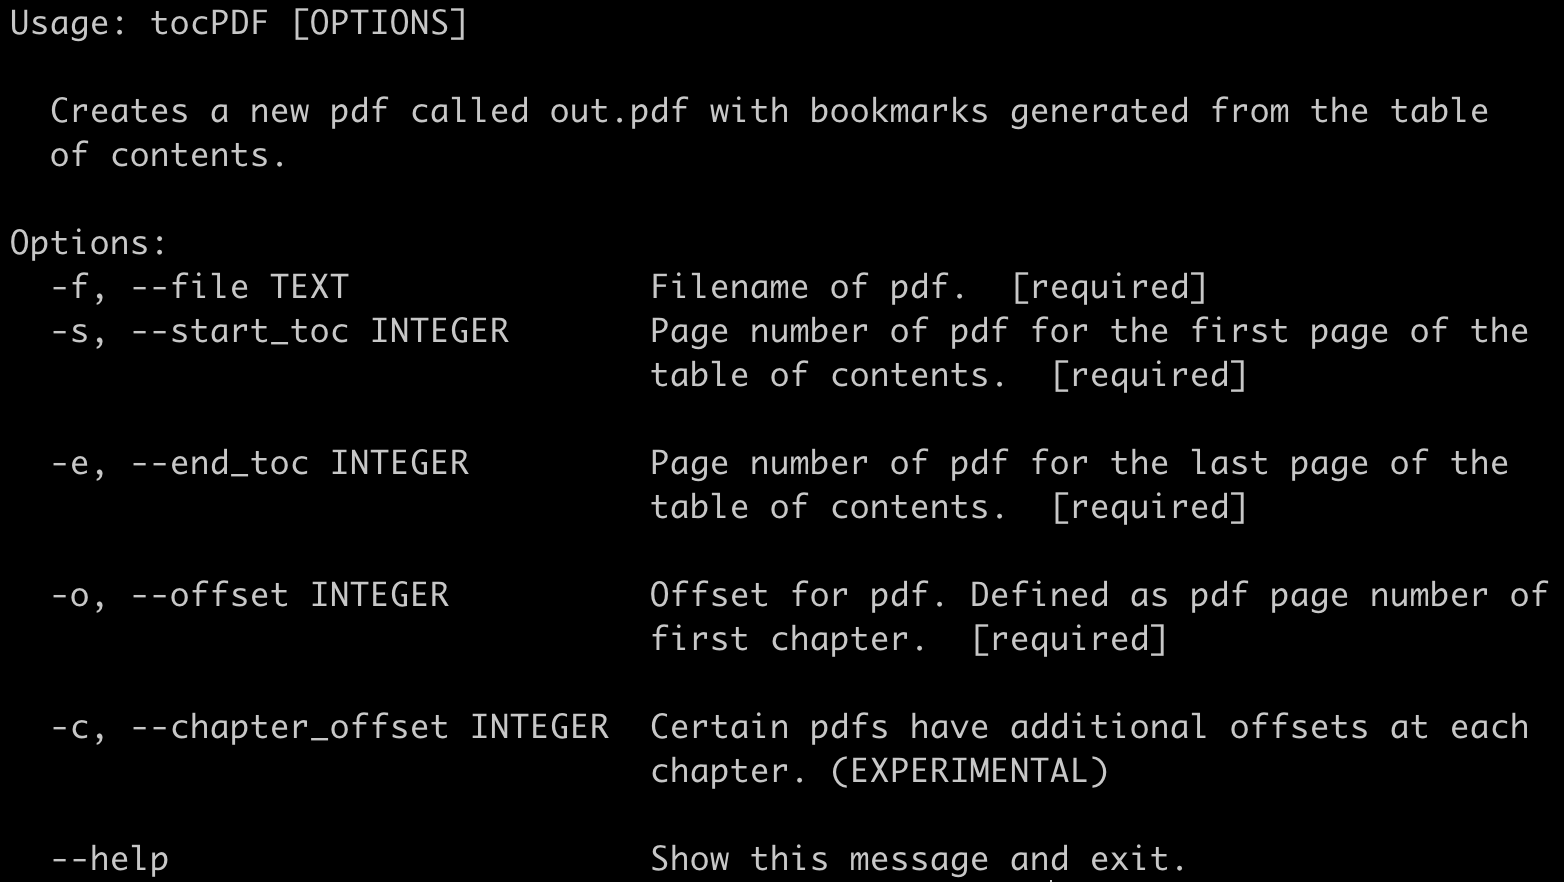 Usage: tocPDF [OPTIONS]
Creates a new pdf called out.pdf with bookmarks generated from the table
of contents.
Options:
-f, --file TEXT Filename of pdf. [required]
-s, --start_toc INTEGER Page number of pdf for the first page of the
table of contents. [required]
-e, --end_toc INTEGER Page number of pdf for the last page of the
table of contents. [required]
-o, --offset INTEGER Offset for pdf. Defined as pdf page number of
first chapter. [required]
-c, --chapter_offset INTEGER Certain pdfs have additional offsets at each
chapter. (EXPERIMENTAL)
--help Show this message and exit.